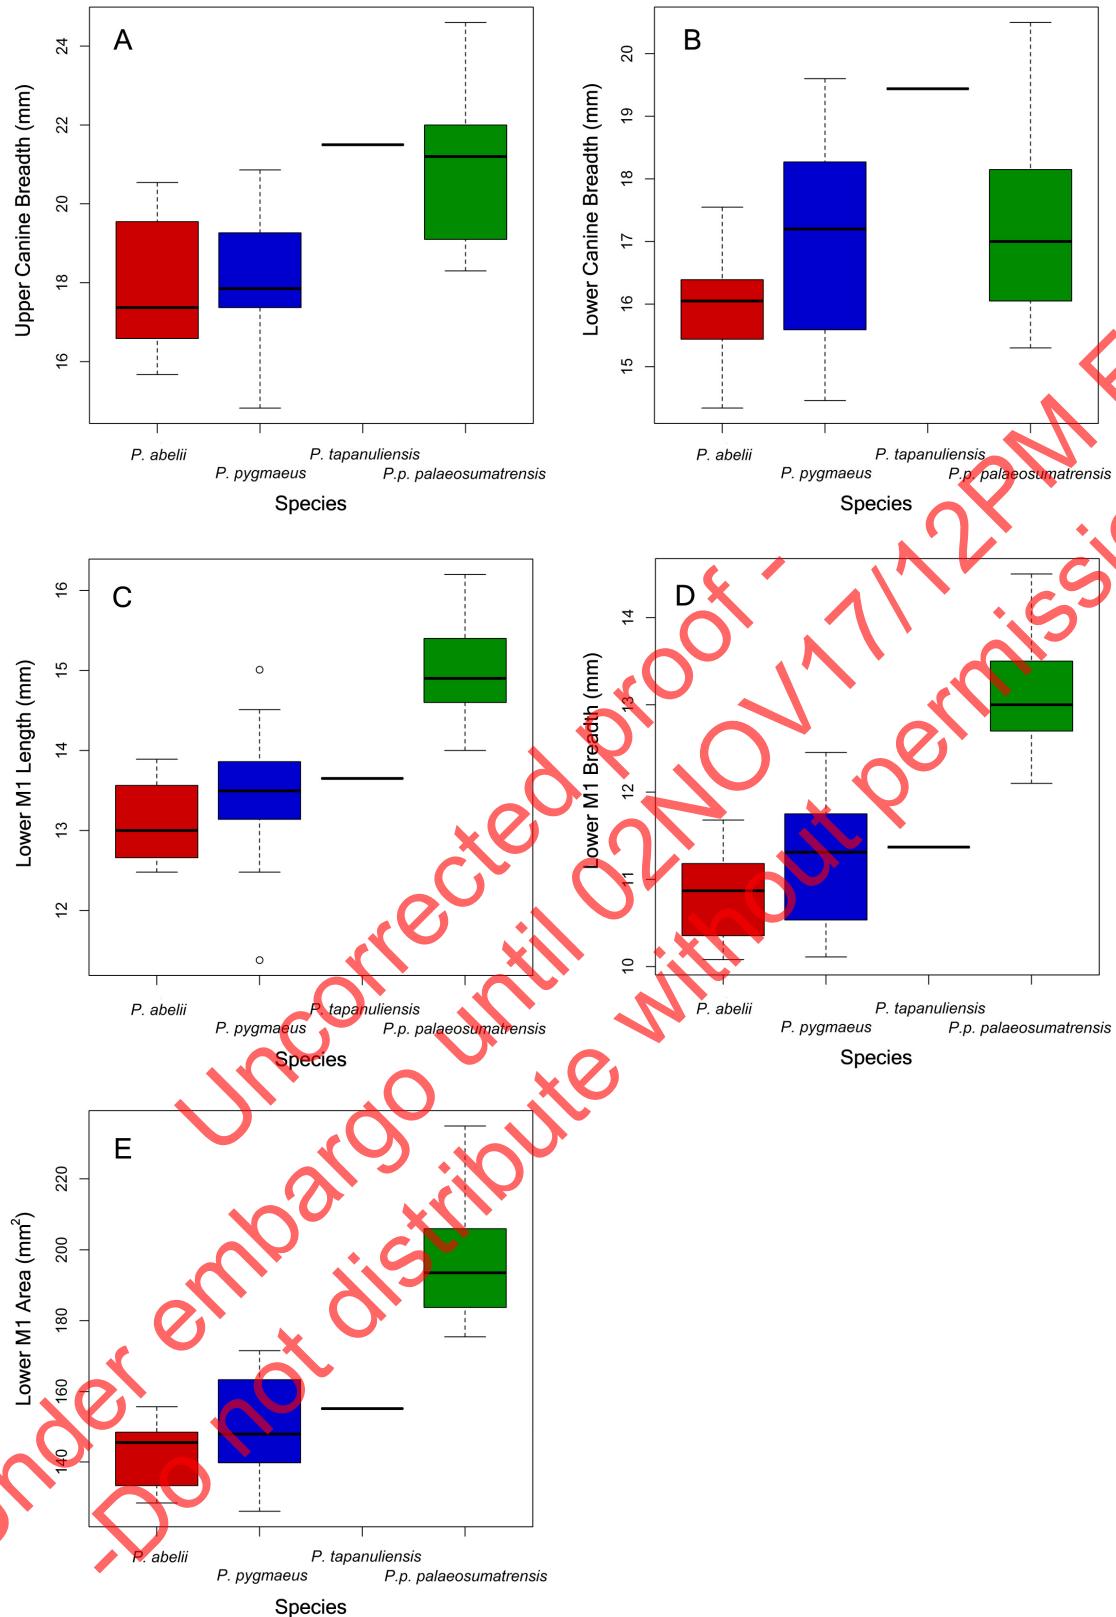 A
Upper Canine Breadth (mm)
24
22
20
18
16
P. abelii
P. pygmaeus
P. tapanuliensis
P.p. palaeosumatrensis
Species
B
Lower Canine Breadth (mm)
20
19
18
17
16
15
P. abelii
P. pygmaeus
P. tapanuliensis
P.p. palaeosumatrensis
Species
C
Lower M1 Length (mm)
16
15
14
13
12
P. abelii
P. pygmaeus
P. tapanuliensis
P.p. palaeosumatrensis
Species
D
Lower M1 Breadth (mm)
14
13
12
11
10
P. abelii
P. pygmaeus
P. tapanuliensis
P.p. palaeosumatrensis
Species
E
Lower M1 Area (mm²)
220
200
180
160
140
P. abelii
P. pygmaeus
P. tapanuliensis
P.p. palaeosumatrensis
Species
Uncorrected proof -
under embargo until 02NOV17/12PM
-Do not distribute without